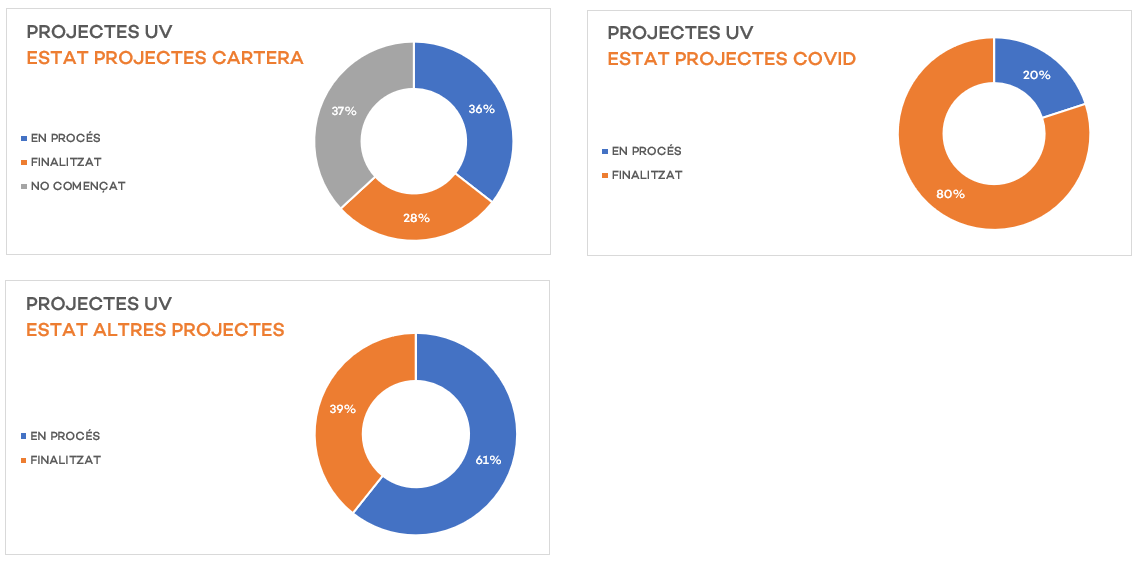 PROJECTES UV
ESTAT PROJECTES CARTERA
37%
36%
28%
EN PROCÉS
FINALITZAT
NO COMENÇAT
PROJECTES UV
ESTAT PROJECTES COVID
20%
80%
EN PROCÉS
FINALITZAT
PROJECTES UV
ESTAT ALTRES PROJECTES
39%
61%
EN PROCÉS
FINALITZAT